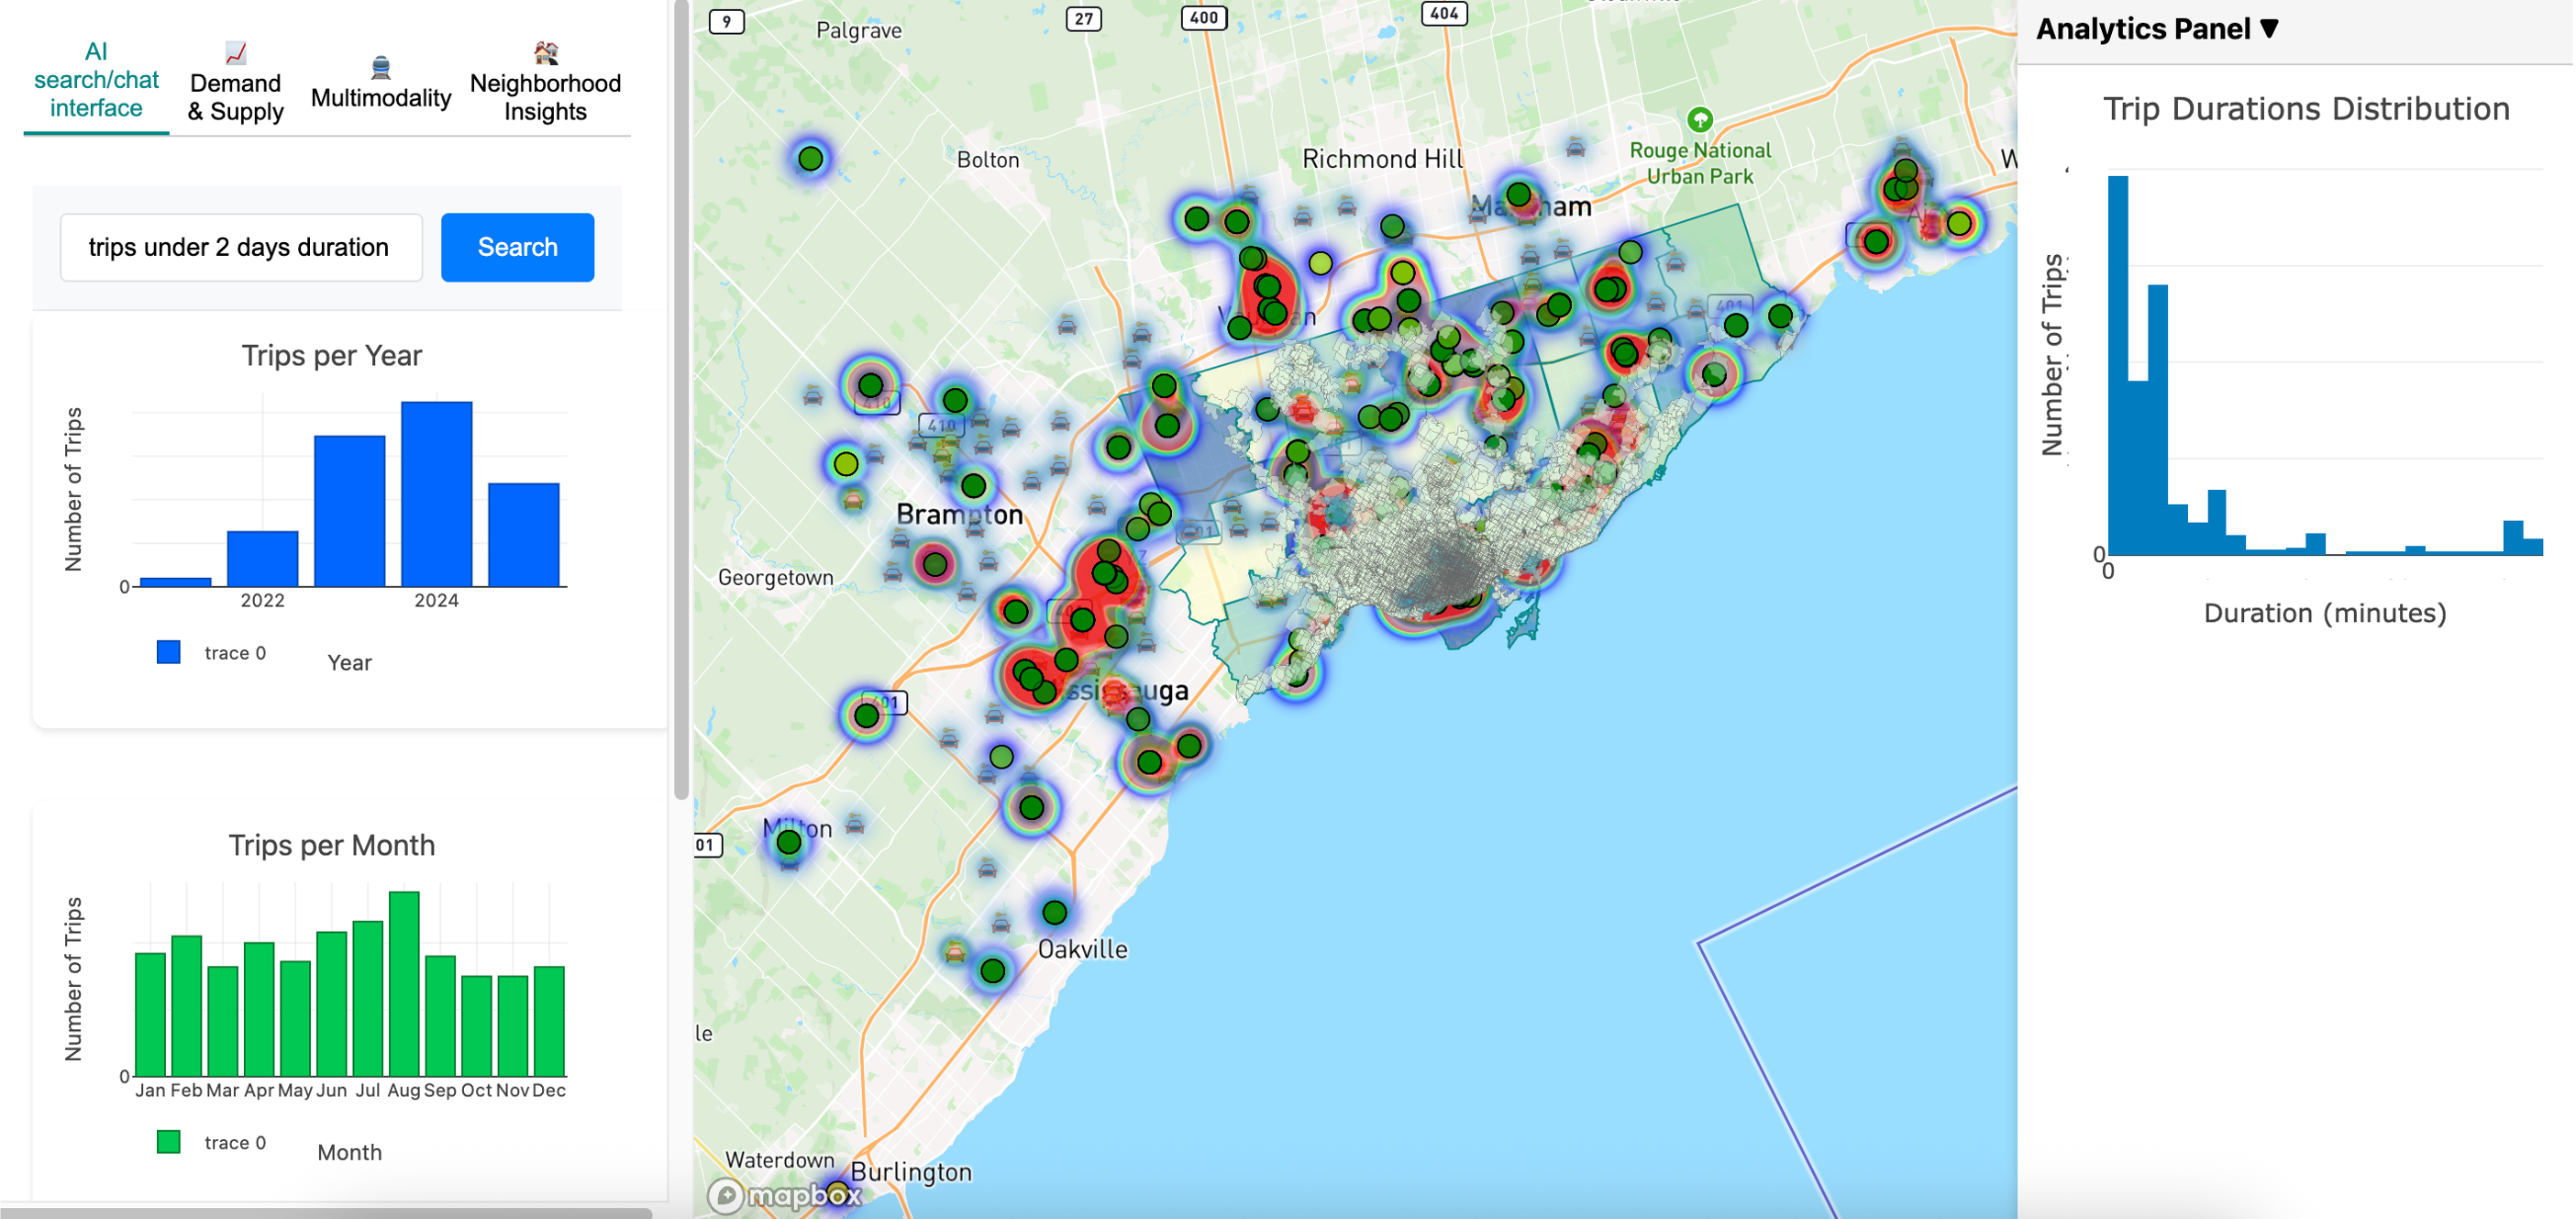 AI
search/chat
interface
Demand
& Supply
Multimodality
Neighborhood
Insights
trips under 2 days duration
Search
Trips per Year
Number of Trips
0
2022
2024
trace 0
Year
Trips per Month
Number of Trips
0
Jan Feb Mar Apr May Jun Jul Aug Sep Oct Nov Dec
trace 0
Month
9
27
400
404
Palgrave
Bolton
Richmond Hill
Rouge National
Urban Park
Georgetown
Brampton
410
410
401
401
Milton
Oakville
Waterdown
Burlington
01
le
W
mapbox
Analytics Panel ▼
Trip Durations Distribution
Number of Trips
0
0
Duration (minutes)